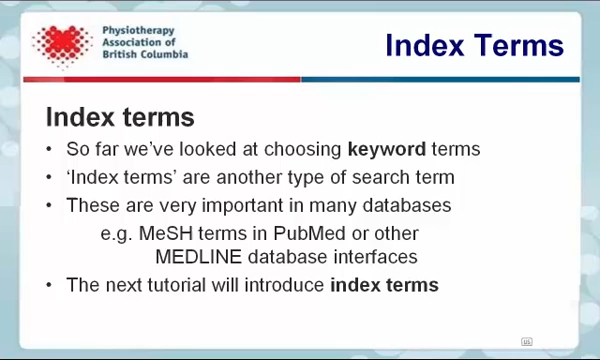 Physiotherapy
Association of
British Columbia
Index Terms
Index terms
• So far we've looked at choosing keyword terms
• 'Index terms' are another type of search term
• These are very important in many databases
e.g. MeSH terms in PubMed or other
MEDLINE database interfaces
• The next tutorial will introduce index terms